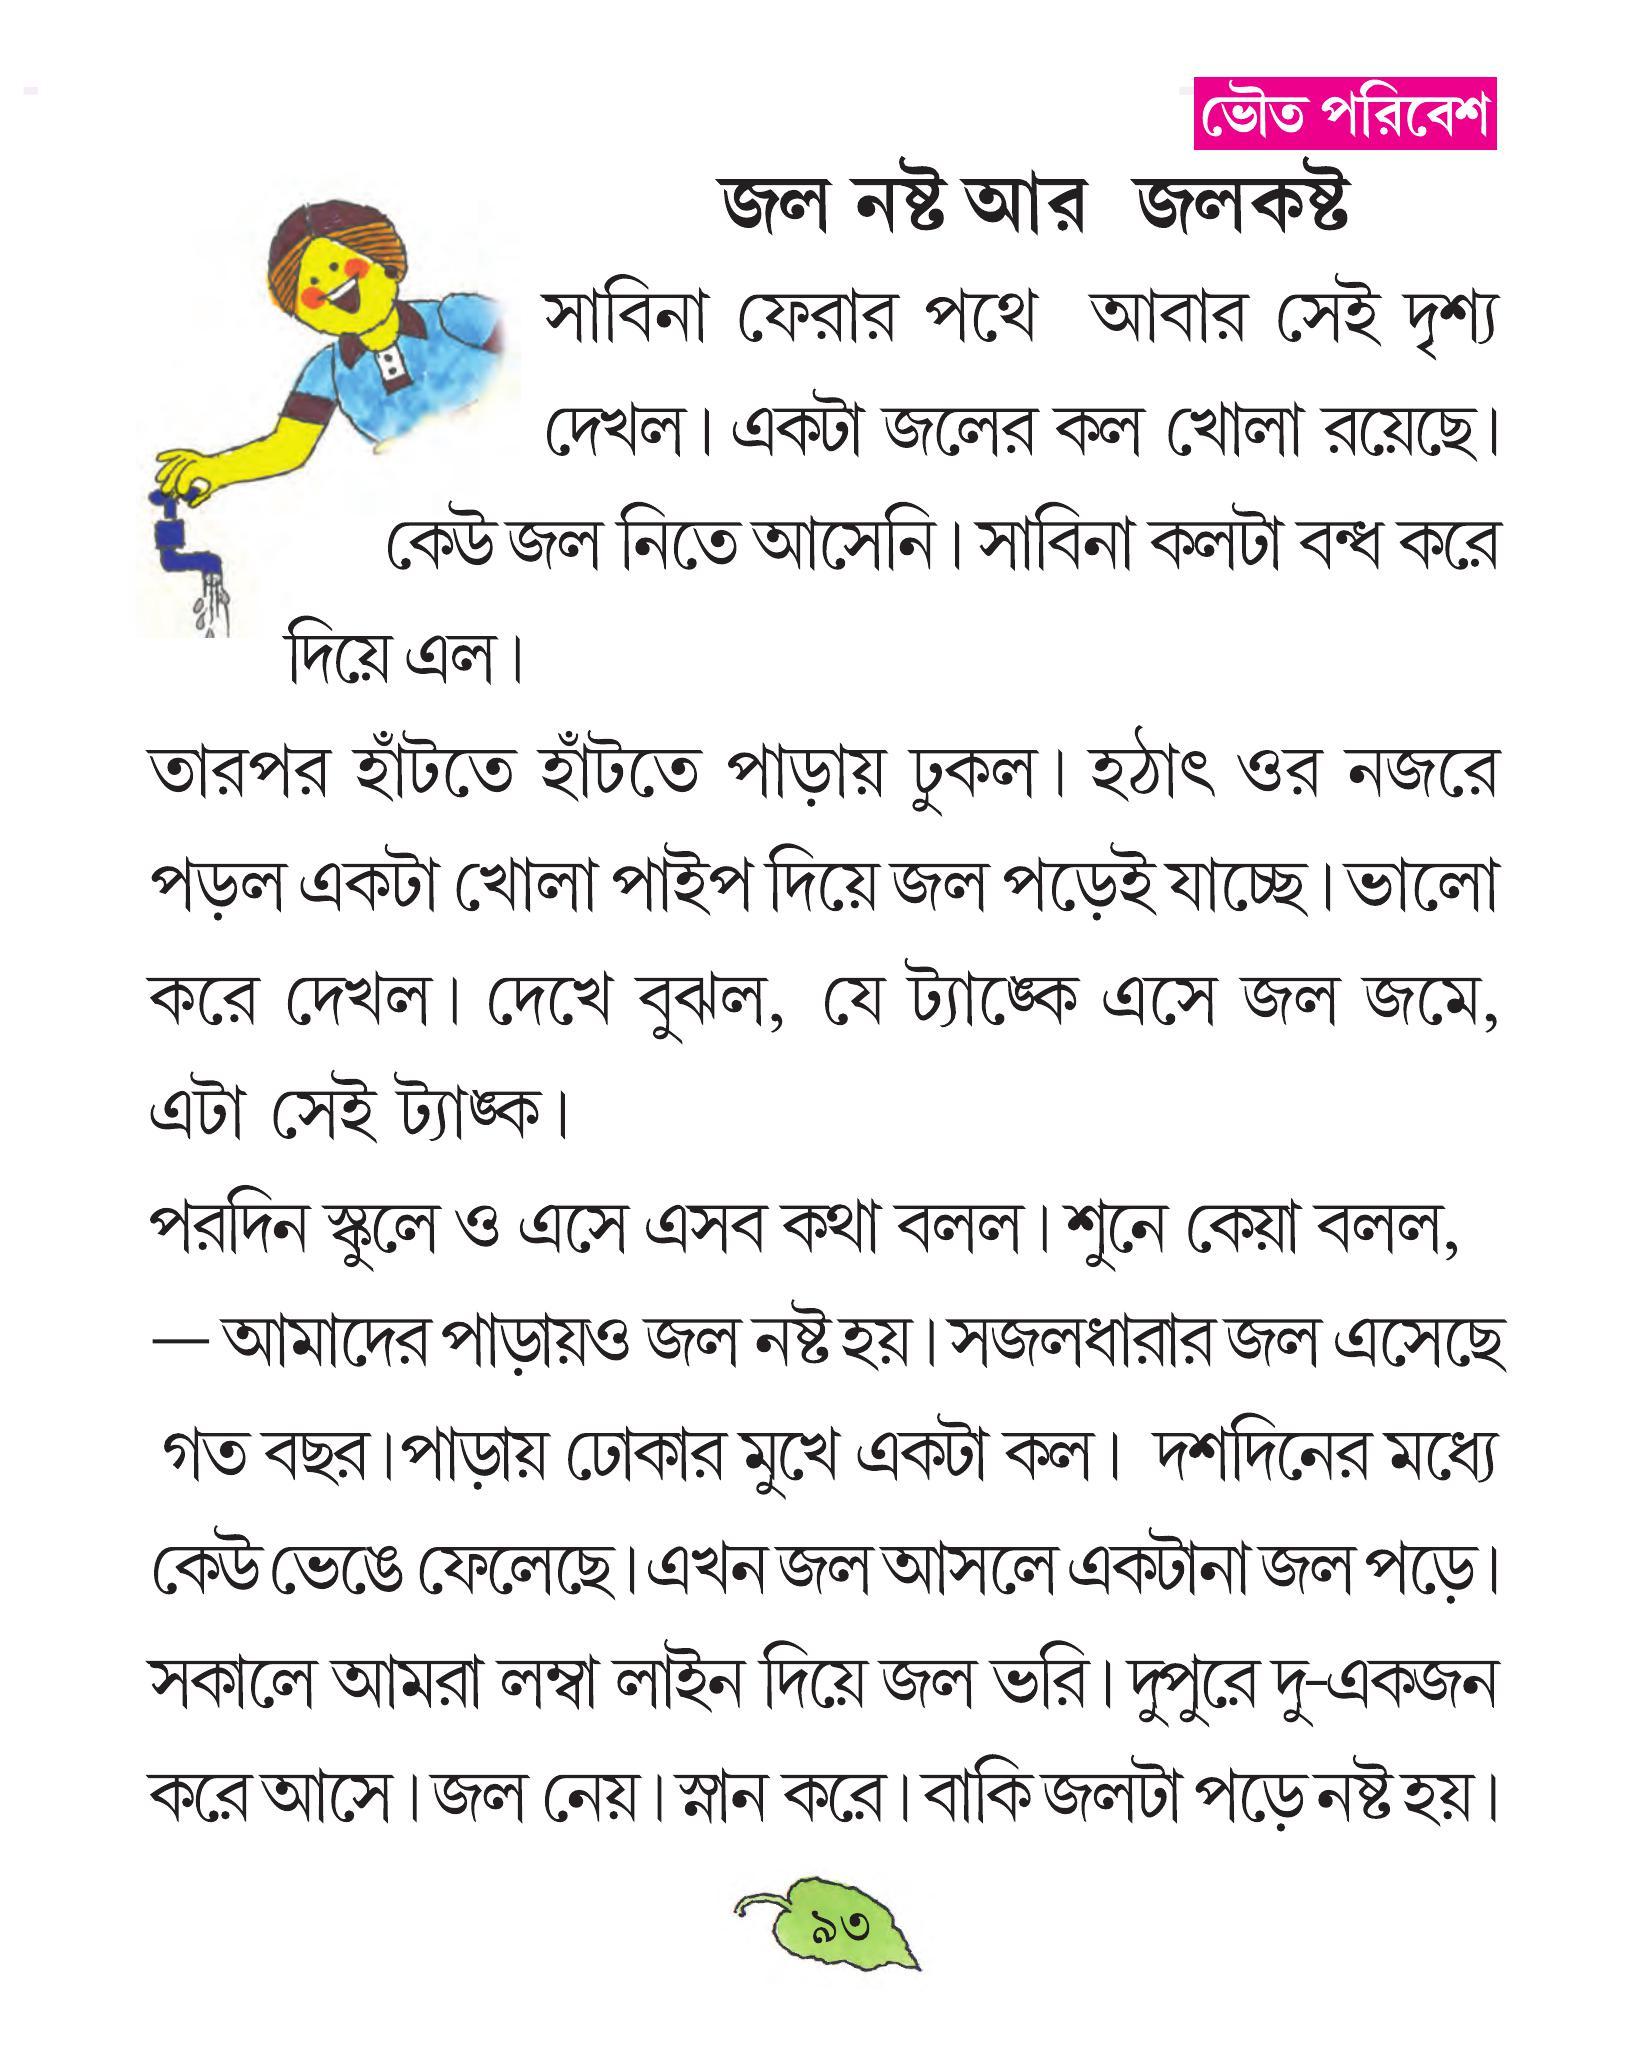 ভৌত পরিবেশ
জল নষ্ট আর জলকষ্ট
সাবিনা ফেরার পথে আবার সেই দৃশ্য
দেখল। একটা জলের কল খোলা রয়েছে।
কেউ জল নিতে আসেনি। সাবিনা কলটা বন্ধ করে
দিয়ে এল।
তারপর হাঁটতে হাঁটতে পাড়ায় ঢুকল। হঠাৎ ওর নজরে
পড়ল একটা খোলা পাইপ দিয়ে জল পড়েই যাচ্ছে। ভালো
করে দেখল। দেখে বুঝল, যে ট্যাঙ্কে এসে জল জমে,
এটা সেই ট্যাঙ্ক।
পরদিন স্কুলে ও এসে এসব কথা বলল। শুনে কেয়া বলল,
— আমাদের পাড়ায়ও জল নষ্ট হয়। সজলধারার জল এসেছে
গত বছর। পাড়ায় ঢোকার মুখে একটা কল। দশদিনের মধ্যে
কেউ ভেঙে ফেলেছে। এখন জল আসলে একটানা জল পড়ে।
সকালে আমরা লম্বা লাইন দিয়ে জল ভরি। দুপুরে দু-একজন
করে আসে। জল নেয়। স্নান করে। বাকি জলটা পড়ে নষ্ট হয়।
৯৩